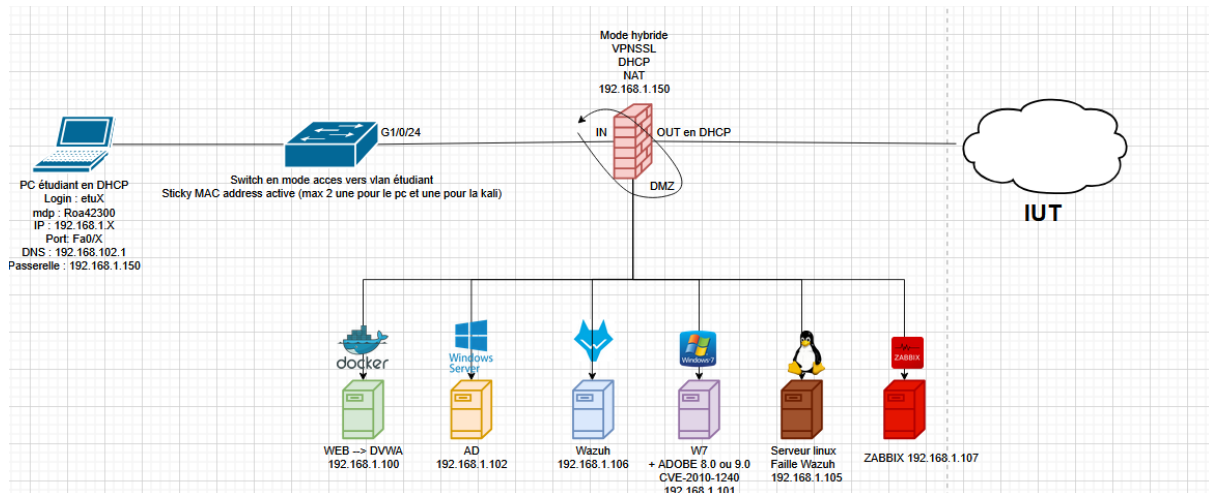 Mode hybride
VPNSSL
DHCP
NAT
192.168.1.150
G1/0/24
IN
OUT en DHCP
DMZ
IUT
PC étudiant en DHCP
Login : etuX
mdp : Roa42300
IP : 192.168.1.X
Port: Fa0/X
DNS : 192.168.102.1
Passerelle : 192.168.1.150
Switch en mode acces vers vlan étudiant
Sticky MAC address active (max 2 une pour le pc et une pour la kali)
docker
Windows
Server
Windows 7
ZABBIX
WEB --> DVWA
192.168.1.100
AD
192.168.1.102
Wazuh
192.168.1.106
W7
+ ADOBE 8.0 ou 9.0
CVE-2010-1240
192.168.1.101
Serveur linux
Faille Wazuh
192.168.1.105
ZABBIX 192.168.1.107